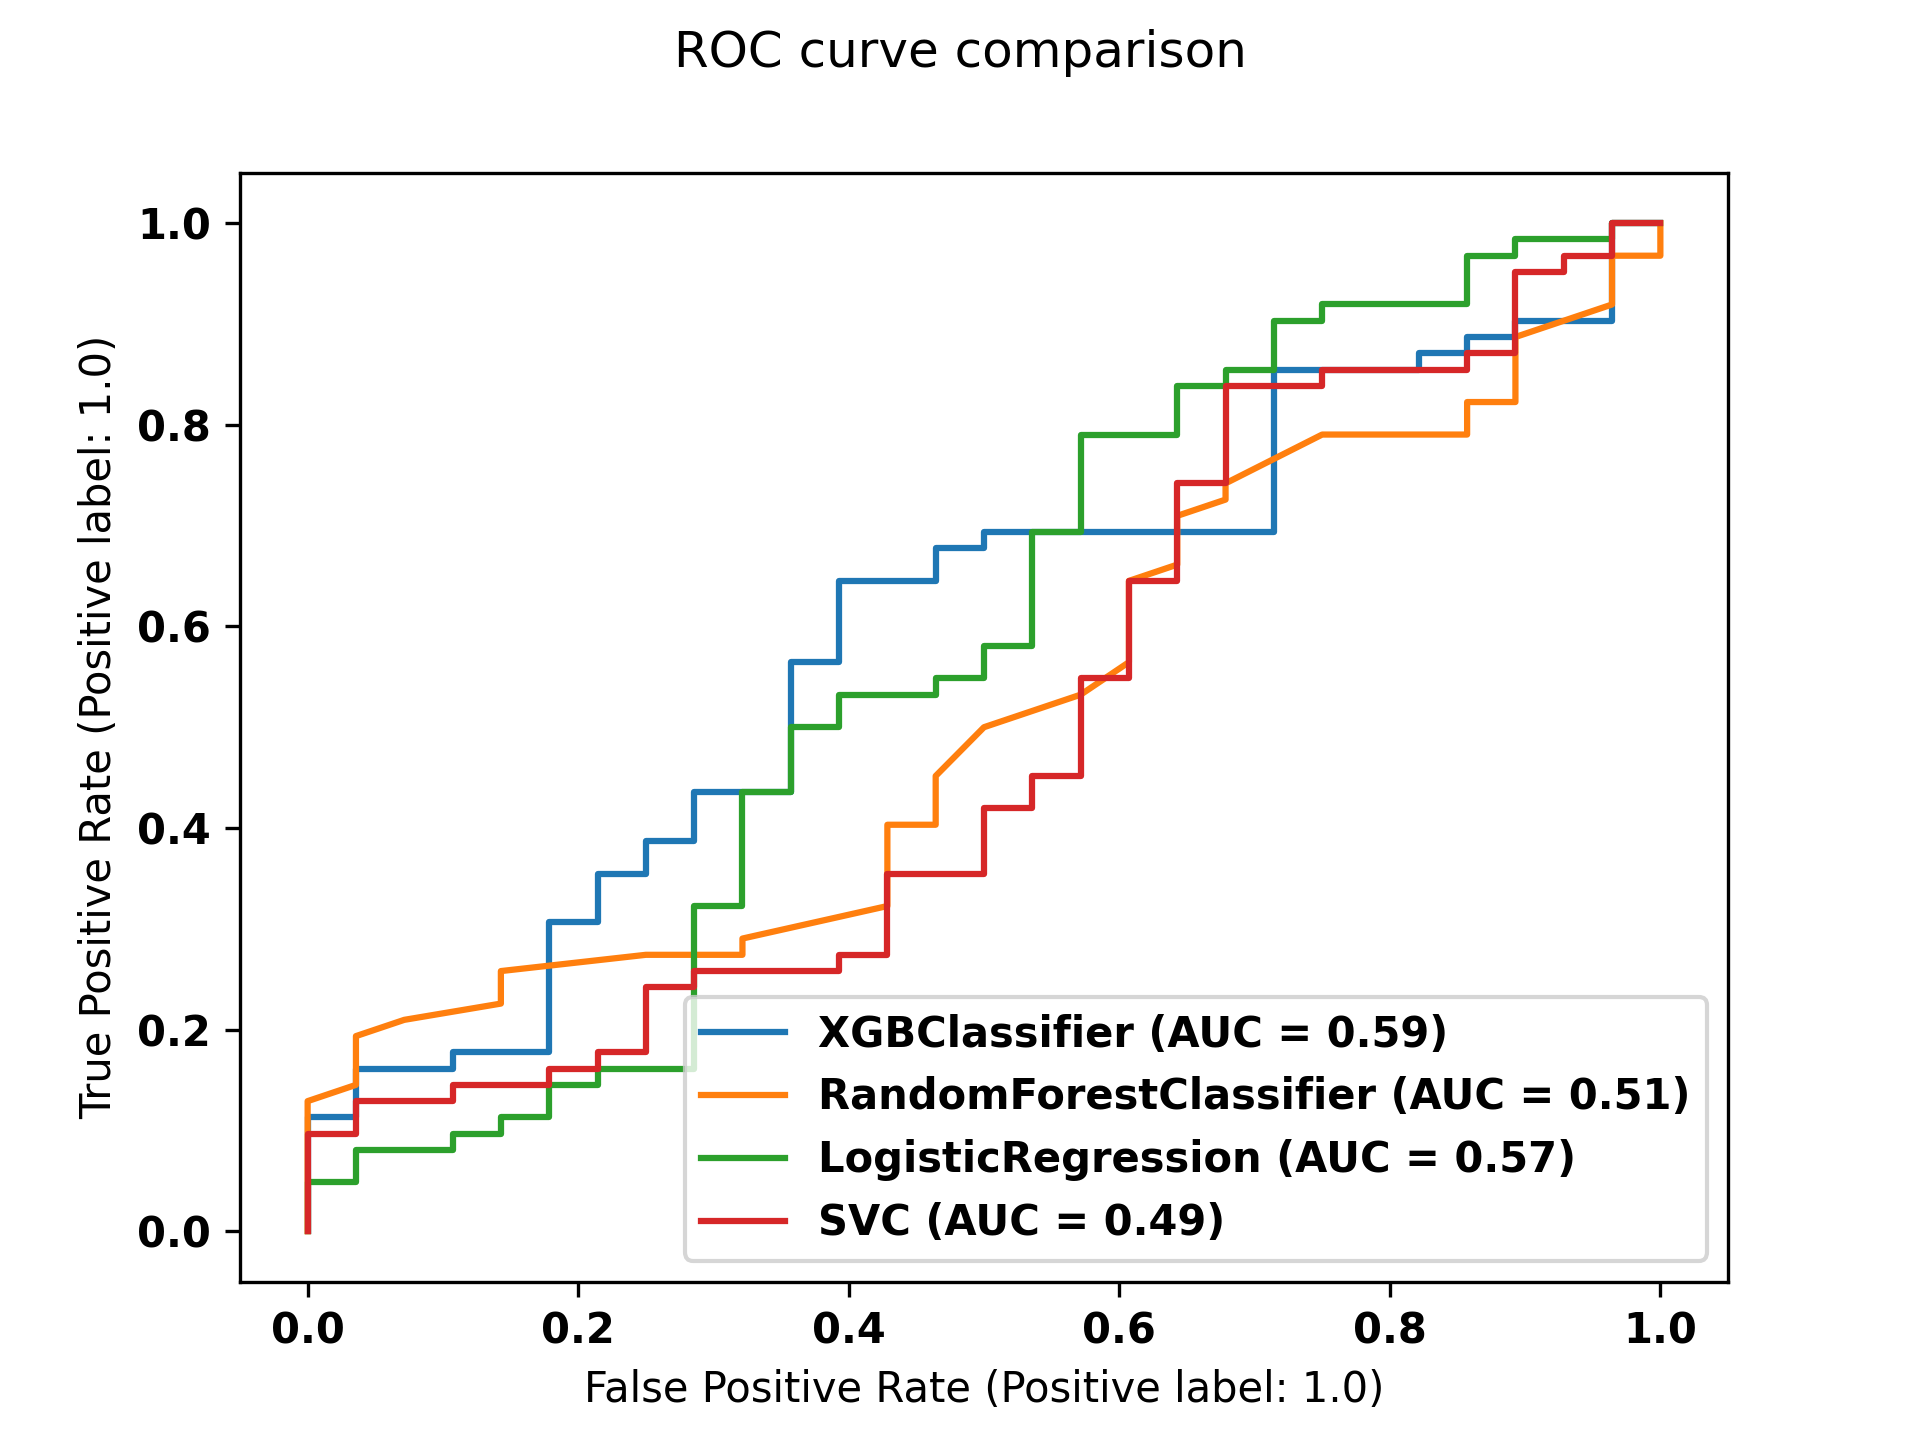 ROC curve comparison
1.0
0.8
0.6
0.4
0.2
0.0
True Positive Rate (Positive label: 1.0)
XGBClassifier (AUC = 0.59)
RandomForestClassifier (AUC = 0.51)
LogisticRegression (AUC = 0.57)
SVC (AUC = 0.49)
0.0 0.2 0.4 0.6 0.8 1.0
False Positive Rate (Positive label: 1.0)